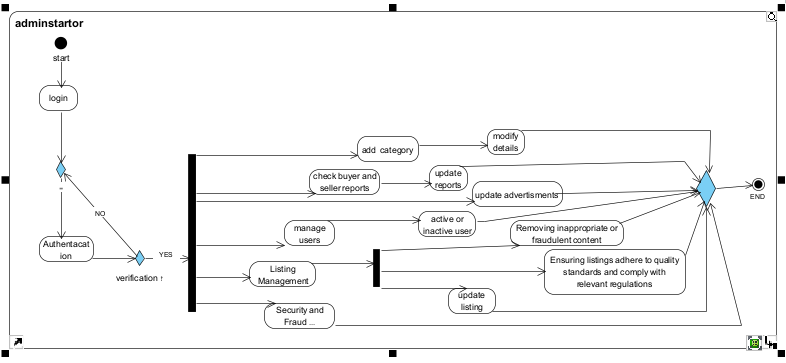 adminstartor
start
login
NO
Authentacat
ion
YES
verification
add category
modify
details
check buyer and
seller reports
update
reports
update advertisments
manage
users
active or
inactive user
Removing inappropriate or
fraudulent content
Listing
Management
Ensuring listings adhere to quality
standards and comply with
relevant regulations
update
listing
Security and
Fraud ...
END